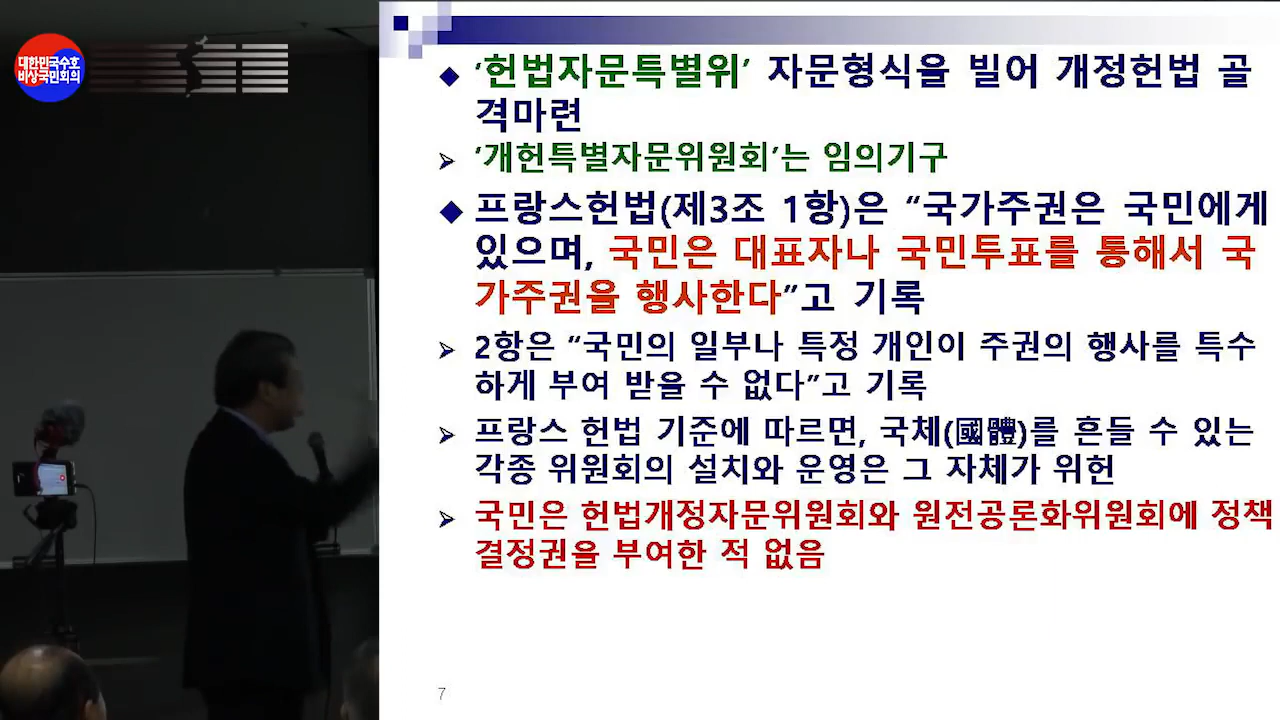 대한민국수호
비상국민회의
’헌법자문특별위’ 자문형식을 빌어 개정헌법 골
격마련
’개헌특별자문위원회’는 임의기구
프랑스헌법(제3조 1항)은 “국가주권은 국민에게
있으며, 국민은 대표자나 국민투표를 통해서 국
가주권을 행사한다”고 기록
2항은 “국민의 일부나 특정 개인이 주권의 행사를 특수
하게 부여 받을 수 없다”고 기록
프랑스 헌법 기준에 따르면, 국체(國體)를 흔들 수 있는
각종 위원회의 설치와 운영은 그 자체가 위헌
국민은 헌법개정자문위원회와 원전공론화위원회에 정책
결정권을 부여한 적 없음
7